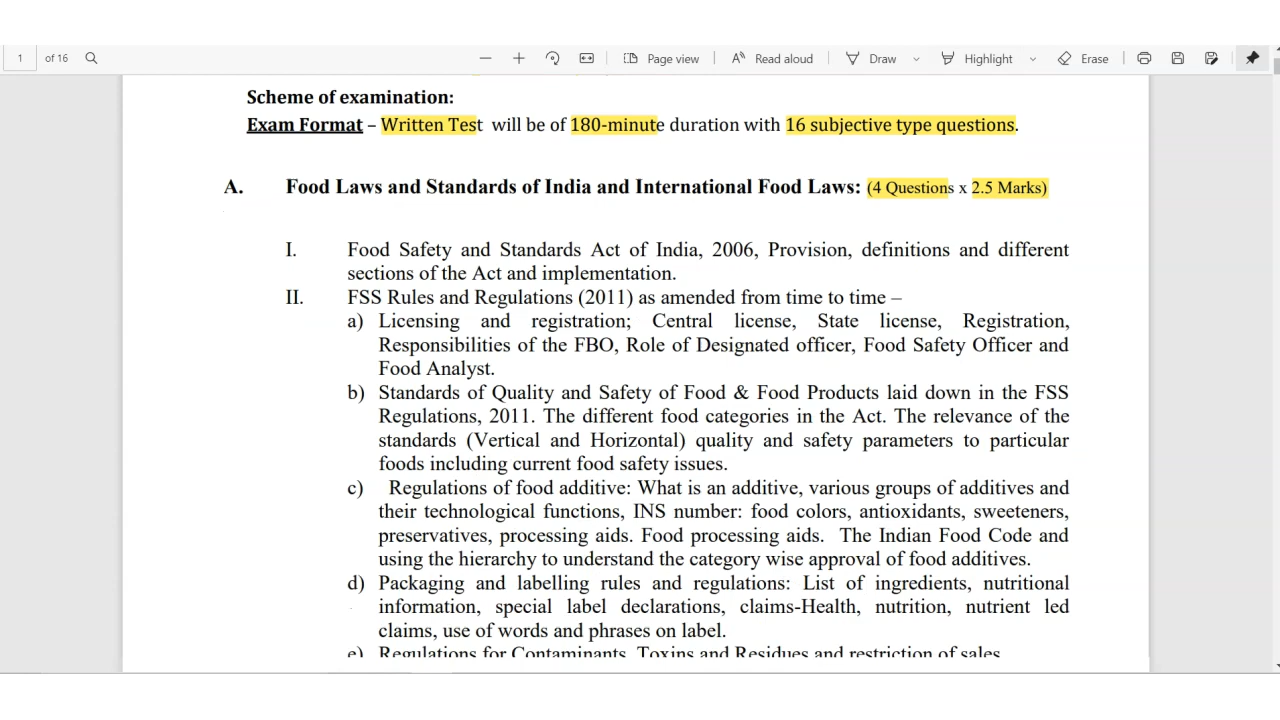 1 of 16 Page view Read aloud Draw Highlight Erase
Scheme of examination:
Exam Format – Written Test will be of 180-minute duration with 16 subjective type questions.
A. Food Laws and Standards of India and International Food Laws: (4 Questions x 2.5 Marks)
I. Food Safety and Standards Act of India, 2006, Provision, definitions and different
sections of the Act and implementation.
II. FSS Rules and Regulations (2011) as amended from time to time –
a) Licensing and registration; Central license, State license, Registration,
Responsibilities of the FBO, Role of Designated officer, Food Safety Officer and
Food Analyst.
b) Standards of Quality and Safety of Food & Food Products laid down in the FSS
Regulations, 2011. The different food categories in the Act. The relevance of the
standards (Vertical and Horizontal) quality and safety parameters to particular
foods including current food safety issues.
c) Regulations of food additive: What is an additive, various groups of additives and
their technological functions, INS number: food colors, antioxidants, sweeteners,
preservatives, processing aids. Food processing aids. The Indian Food Code and
using the hierarchy to understand the category wise approval of food additives.
d) Packaging and labelling rules and regulations: List of ingredients, nutritional
information, special label declarations, claims-Health, nutrition, nutrient led
claims, use of words and phrases on label.
e) Regulations for Contaminants, Toxins and Residues and restriction of sales